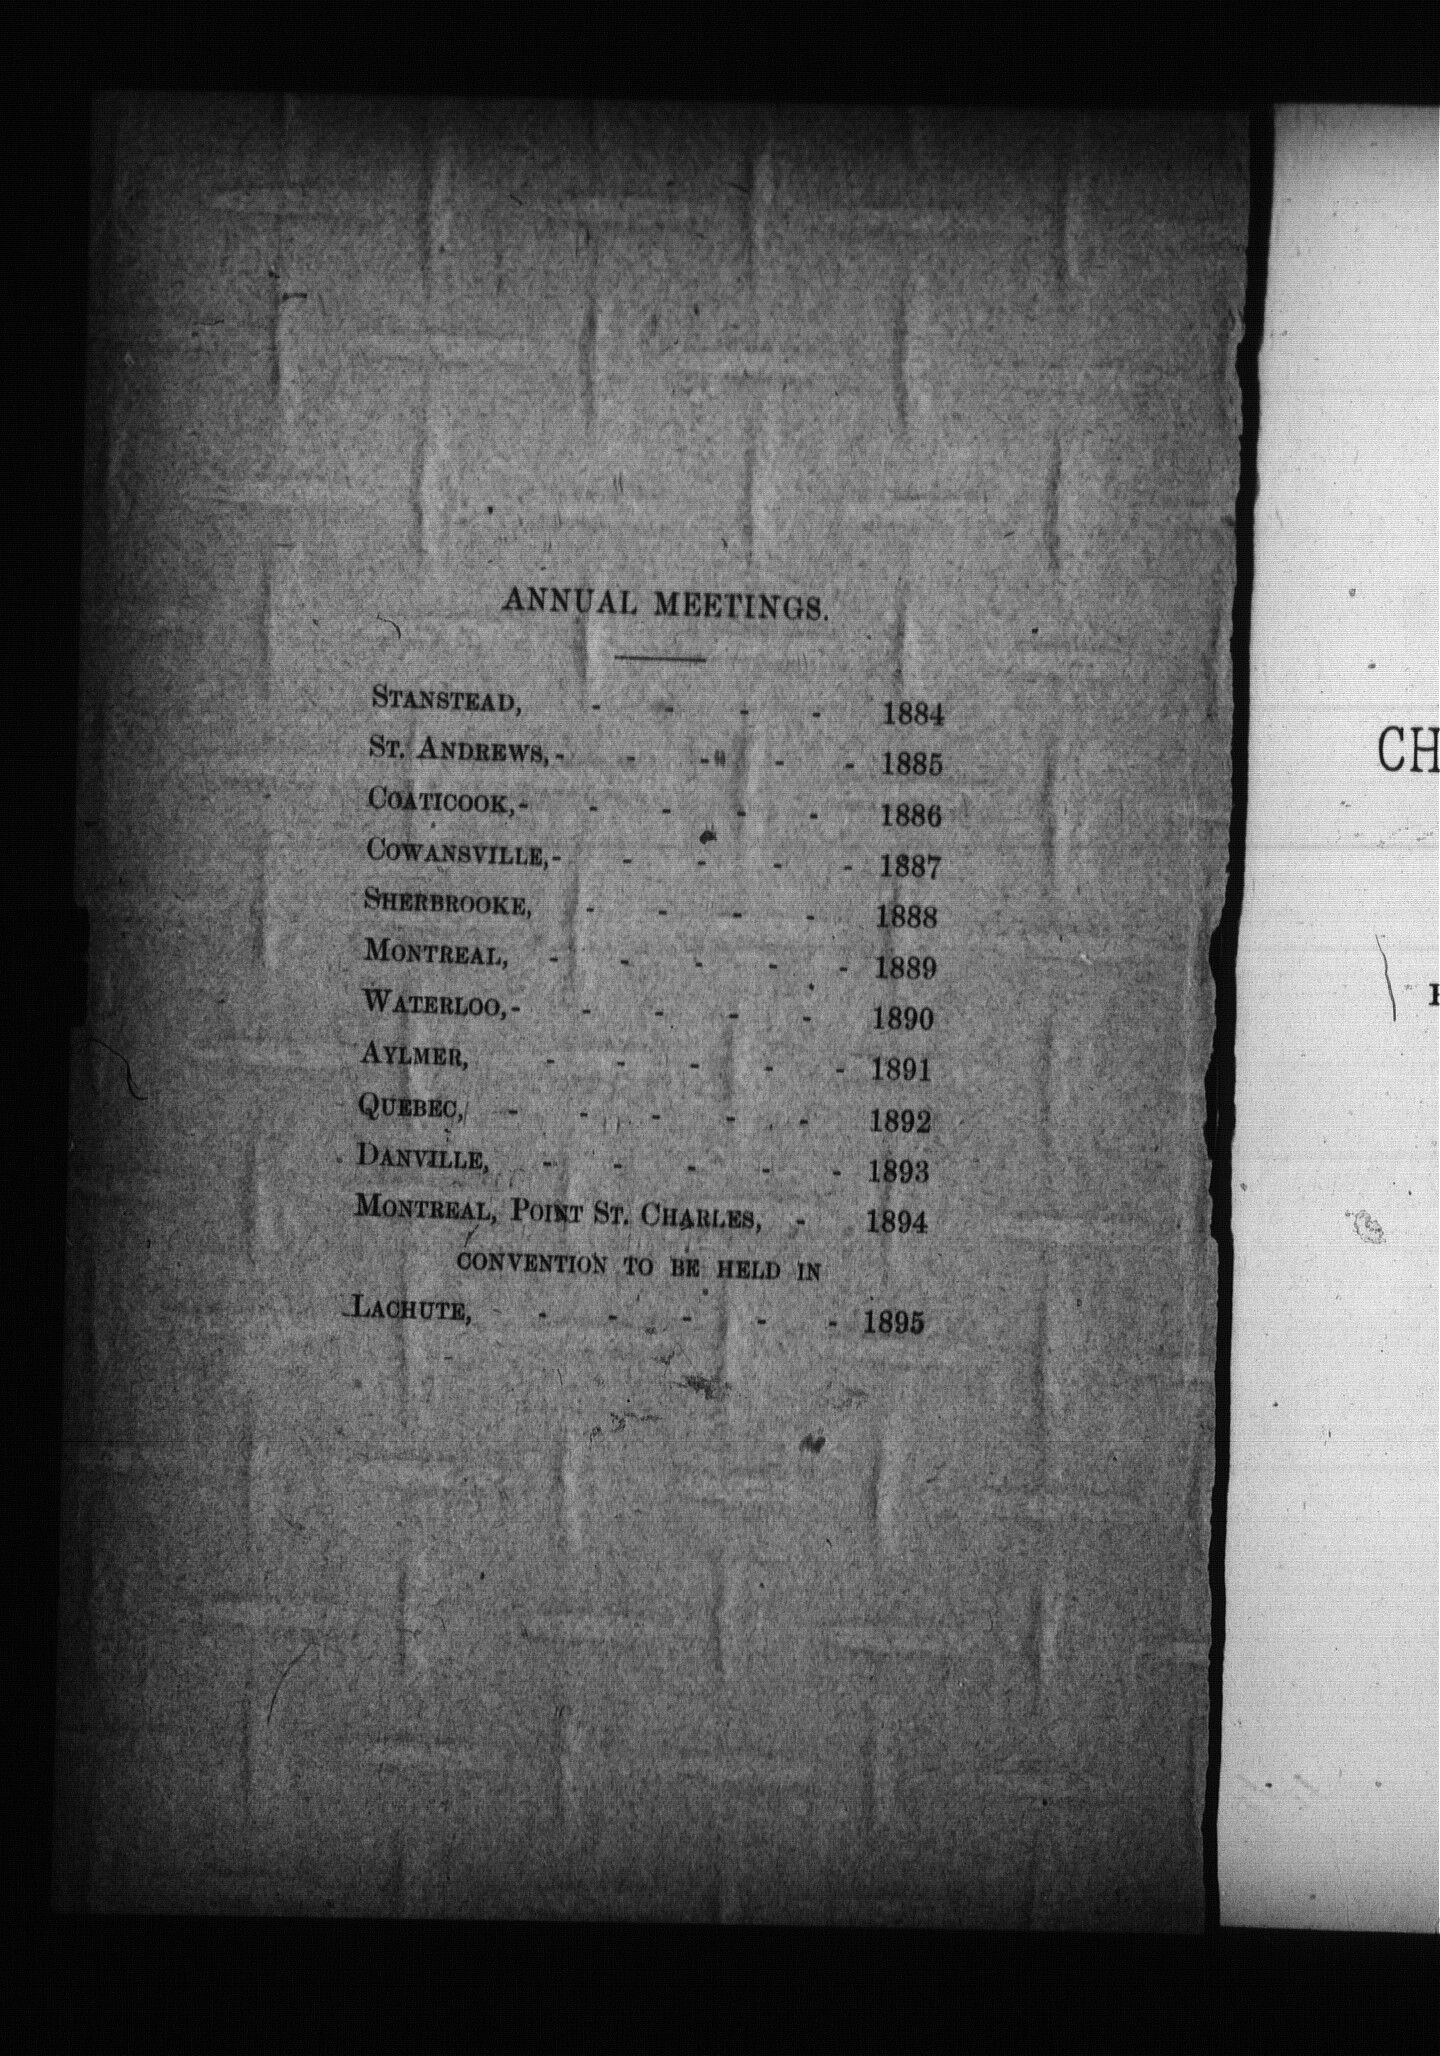 ANNUAL MEETINGS.
STANSTEAD, - - - - 1884
ST. ANDREWS, - - - - - 1885
COATICOOK, - - - - - 1886
COWANSVILLE, - - - - - 1887
SHERBROOKE, - - - - 1888
MONTREAL, - - - - - 1889
WATERLOO, - - - - - 1890
AYLMER, - - - - - 1891
QUEBEC, - - - - - 1892
DANVILLE, - - - - - 1893
MONTREAL, POINT ST. CHARLES, - 1894
CONVENTION TO BE HELD IN
LACHUTE, - - - - - 1895
CH